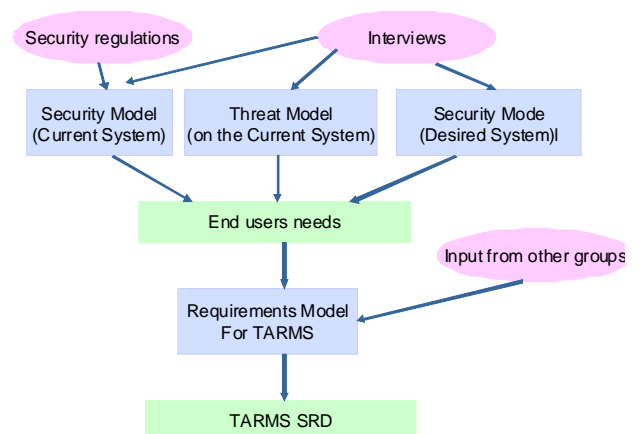 Security regulations
Interviews
Security Model
(Current System)
Threat Model
(on the Current System)
Security Mode
(Desired System)l
End users needs
Input from other groups
Requirements Model
For TARMS
TARMS SRD